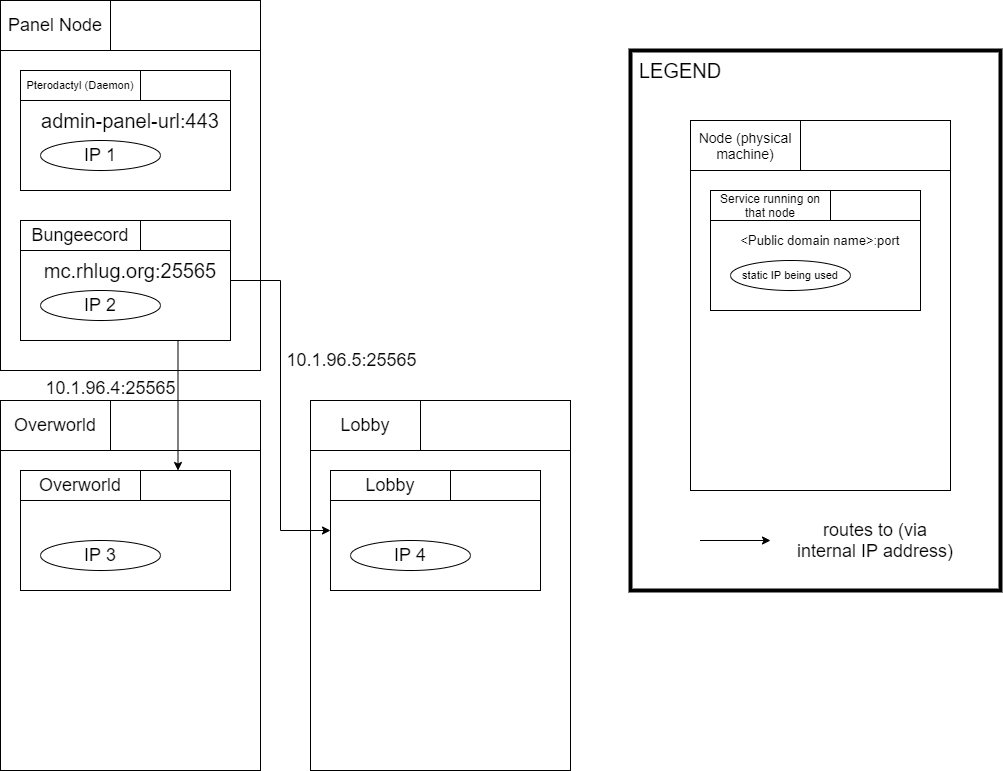 Panel Node
Pterodactyl (Daemon)
admin-panel-url:443
IP 1
Bungeecord
mc.rhlug.org:25565
IP 2
10.1.96.5:25565
10.1.96.4:25565
Overworld
Overworld
IP 3
Lobby
Lobby
IP 4
LEGEND
Node (physical
machine)
Service running on
that node
<Public domain name>:port
static IP being used
routes to (via
internal IP address)